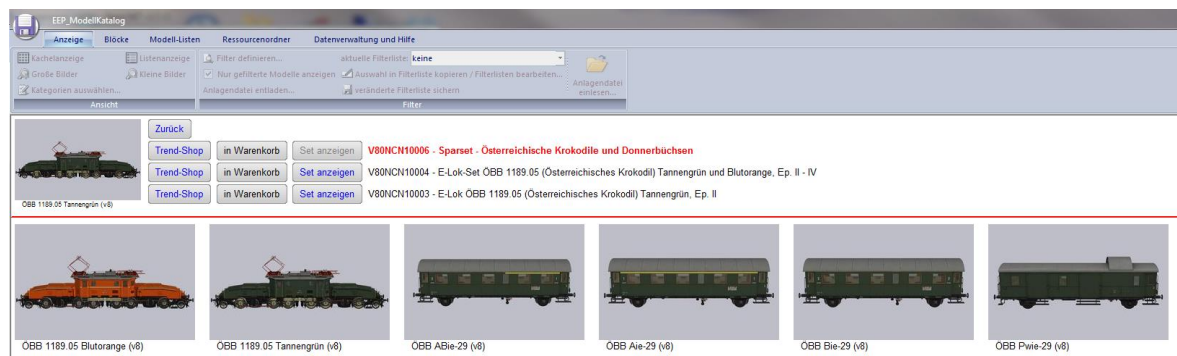 EEP_ModellKatalog
Anzeige Blöcke Modell-Listen Ressourcenordner Datenverwaltung und Hilfe
Kachelanzeige Listenanzeige Filter definieren... aktuelle Filterliste: keine
Große Bilder Kleine Bilder Nur gefilterte Modelle anzeigen Auswahl in Filterliste kopieren / Filterlisten bearbeiten...
Kategorien auswählen... Anlagendatei entladen... veränderte Filterliste sichern Anlagendatei einlesen...
Ansicht Filter
Zurück
Trend-Shop in Warenkorb Set anzeigen V80NCN10006 - Sparset - Österreichische Krokodile und Donnerbüchsen
Trend-Shop in Warenkorb Set anzeigen V80NCN10004 - E-Lok-Set ÖBB 1189.05 (Österreichisches Krokodil) Tannengrün und Blutorange, Ep. II - IV
Trend-Shop in Warenkorb Set anzeigen V80NCN10003 - E-Lok ÖBB 1189.05 (Österreichisches Krokodil) Tannengrün, Ep. II
ÖBB 1189.05 Tannengrün (v8)
ÖBB 1189.05 Blutorange (v8) ÖBB 1189.05 Tannengrün (v8) ÖBB ABie-29 (v8) ÖBB Aie-29 (v8) ÖBB Bie-29 (v8) ÖBB Pwie-29 (v8)